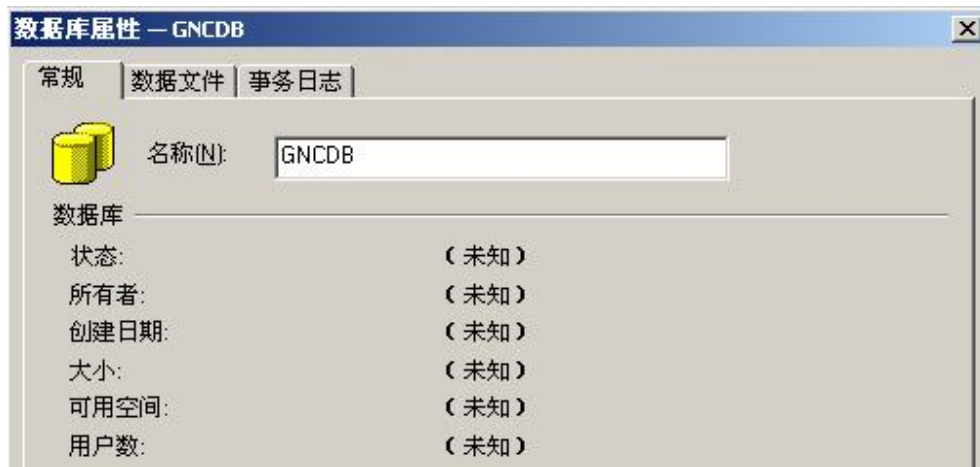 数据库属性 — GNCDB
常规 数据文件 事务日志
名称(N): GNCDB
数据库
状态: (未知)
所有者: (未知)
创建日期: (未知)
大小: (未知)
可用空间: (未知)
用户数: (未知)